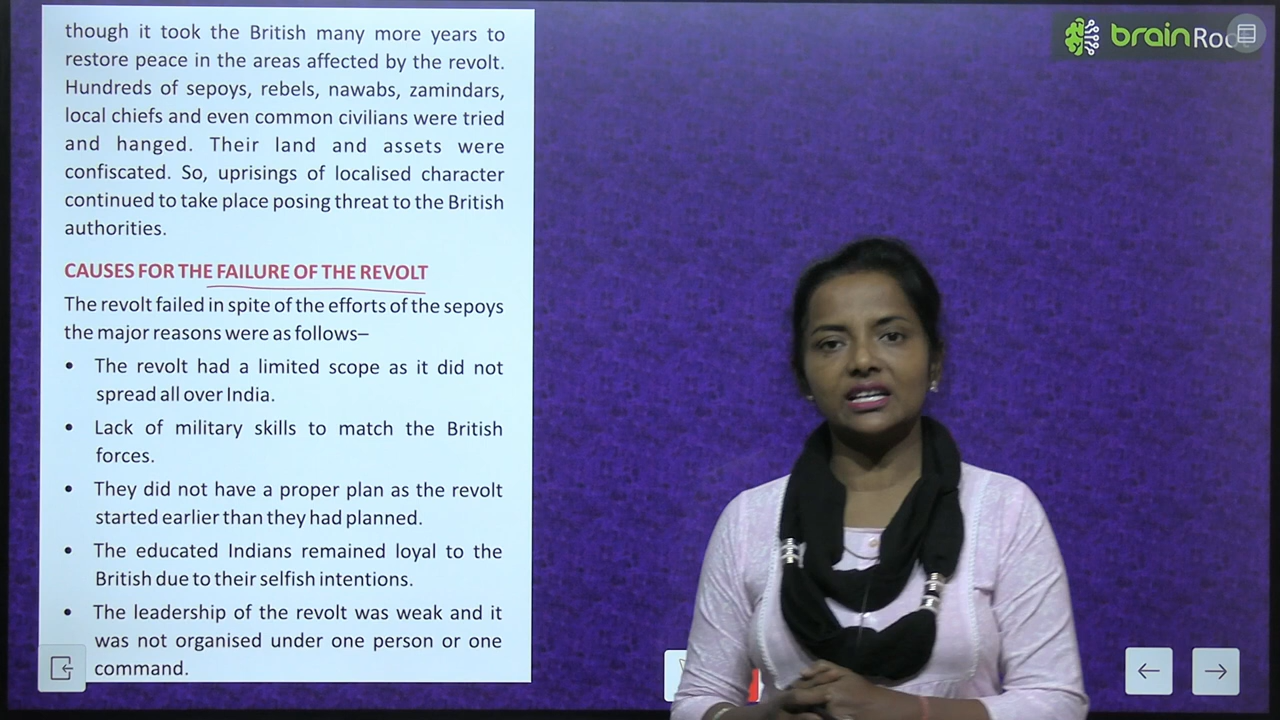 though it took the British many more years to
restore peace in the areas affected by the revolt.
Hundreds of sepoys, rebels, nawabs, zamindars,
local chiefs and even common civilians were tried
and hanged. Their land and assets were
confiscated. So, uprisings of localised character
continued to take place posing threat to the British
authorities.
CAUSES FOR THE FAILURE OF THE REVOLT
The revolt failed in spite of the efforts of the sepoys
the major reasons were as follows–
• The revolt had a limited scope as it did not
spread all over India.
• Lack of military skills to match the British
forces.
• They did not have a proper plan as the revolt
started earlier than they had planned.
• The educated Indians remained loyal to the
British due to their selfish intentions.
• The leadership of the revolt was weak and it
was not organised under one person or one
command.
brain